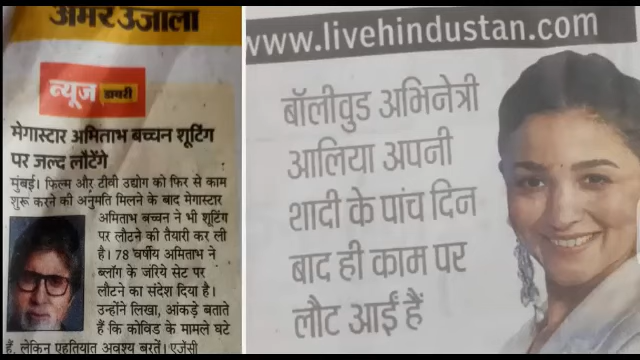 अमर उजाला
न्यूज डायरी
मेगास्टार अमिताभ बच्चन शूटिंग
पर जल्द लौटेंगे
मुंबई। फिल्म और टीवी उद्योग को फिर से काम
शुरू करने की अनुमति मिलने के बाद मेगास्टार
अमिताभ बच्चन ने भी शूटिंग
पर लौटने की तैयारी कर ली
है। 78 वर्षीय अमिताभ ने
ब्लॉग के जरिये सेट पर
लौटने का संदेश दिया है।
उन्होंने लिखा, आंकड़े बताते
हैं कि कोविड के मामले घटे
हैं, लेकिन एहतियात अवश्य बरतें। एजेंसी
www.livehindustan.com
बॉलीवुड अभिनेत्री
आलिया अपनी
शादी के पांच दिन
बाद ही काम पर
लौट आईं हैं